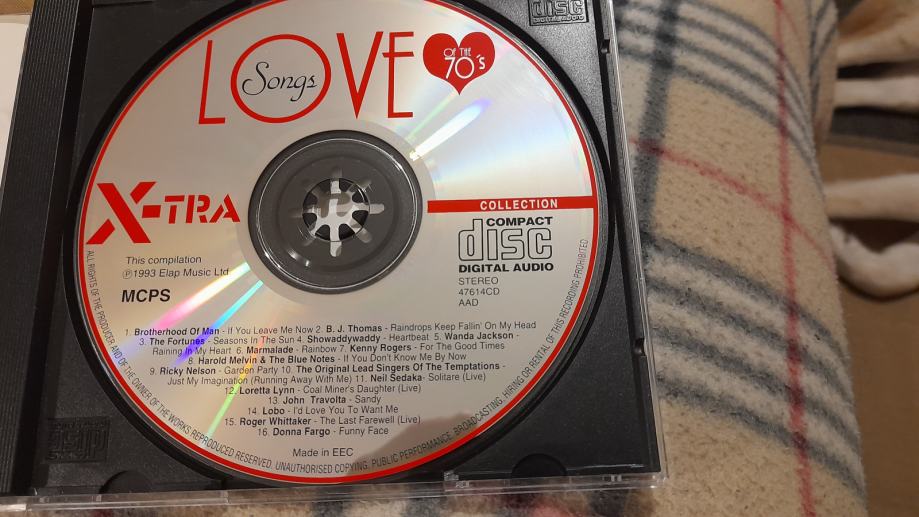 LOVE
Songs
OF THE
70's
disc
X-TRA
COLLECTION
COMPACT
disc
DIGITAL AUDIO
STEREO
47614CD
AAD
This compilation
℗1993 Elap Music Ltd
MCPS
1. Brotherhood Of Man - If You Leave Me Now 2. B. J. Thomas - Raindrops Keep Fallin' On My Head
3. The Fortunes - Seasons In The Sun 4. Showaddywaddy - Heartbeat 5. Wanda Jackson -
Raining In My Heart 6. Marmalade - Rainbow 7. Kenny Rogers - For The Good Times
8. Harold Melvin & The Blue Notes - If You Don't Know Me By Now
9. Ricky Nelson - Garden Party 10. The Original Lead Singers Of The Temptations -
Just My Imagination (Running Away With Me) 11. Neil Sedaka- Solitare (Live)
12. Loretta Lynn - Coal Miner's Daughter (Live)
13. John Travolta - Sandy
14. Lobo - I'd Love You To Want Me
15. Roger Whittaker - The Last Farewell (Live)
16. Donna Fargo - Funny Face
Made in EEC
ALL RIGHTS OF THE PRODUCER AND OF THE OWNER OF THE WORKS REPRODUCED RESERVED. UNAUTHORISED COPYING, PUBLIC PERFORMANCE, BROADCASTING, HIRING OR RENTAL OF THIS RECORDING PROHIBITED